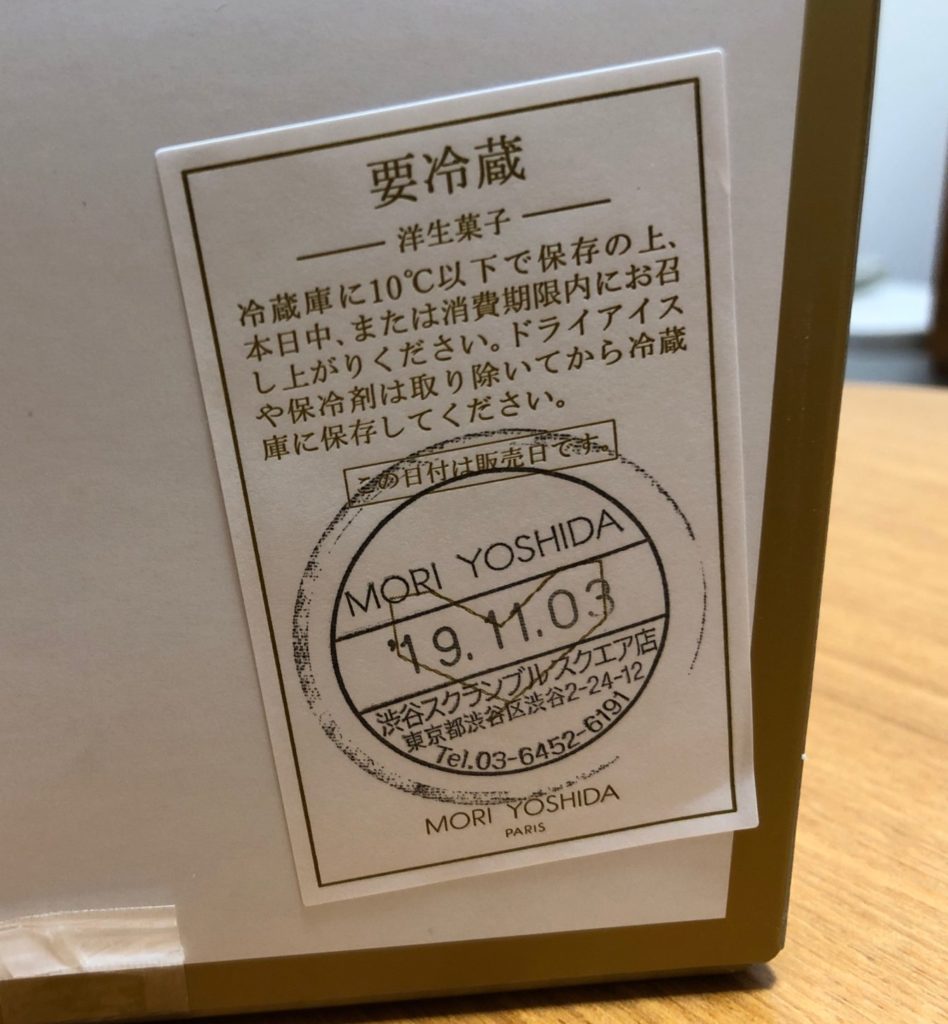 要冷蔵
洋生菓子
冷蔵庫に10℃以下で保存の上、
本日中、または消費期限内にお召
し上がりください。ドライアイス
や保冷剤は取り除いてから冷蔵
庫に保存してください。
この日付は販売日です。
MORI YOSHIDA
'19.11.03
渋谷スクランブルスクエア店
東京都渋谷区渋谷2-24-12
Tel.03-6452-6191
MORI YOSHIDA
PARIS